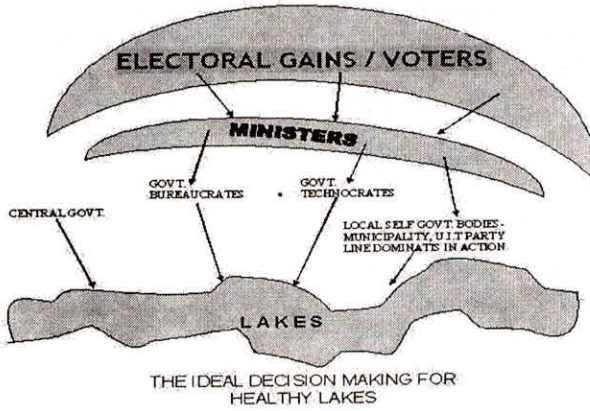 ELECTORAL GAINS / VOTERS
MINISTERS
GOVT.
BUREAUCRATES
GOVT.
TECHNOCRATES
CENTRAL GOVT.
LOCAL SELF GOVT. BODIES-
MUNICIPALITY, U.I.T PARTY
LINE DOMINATIS IN ACTION
LAKES
THE IDEAL DECISION MAKING FOR
HEALTHY LAKES